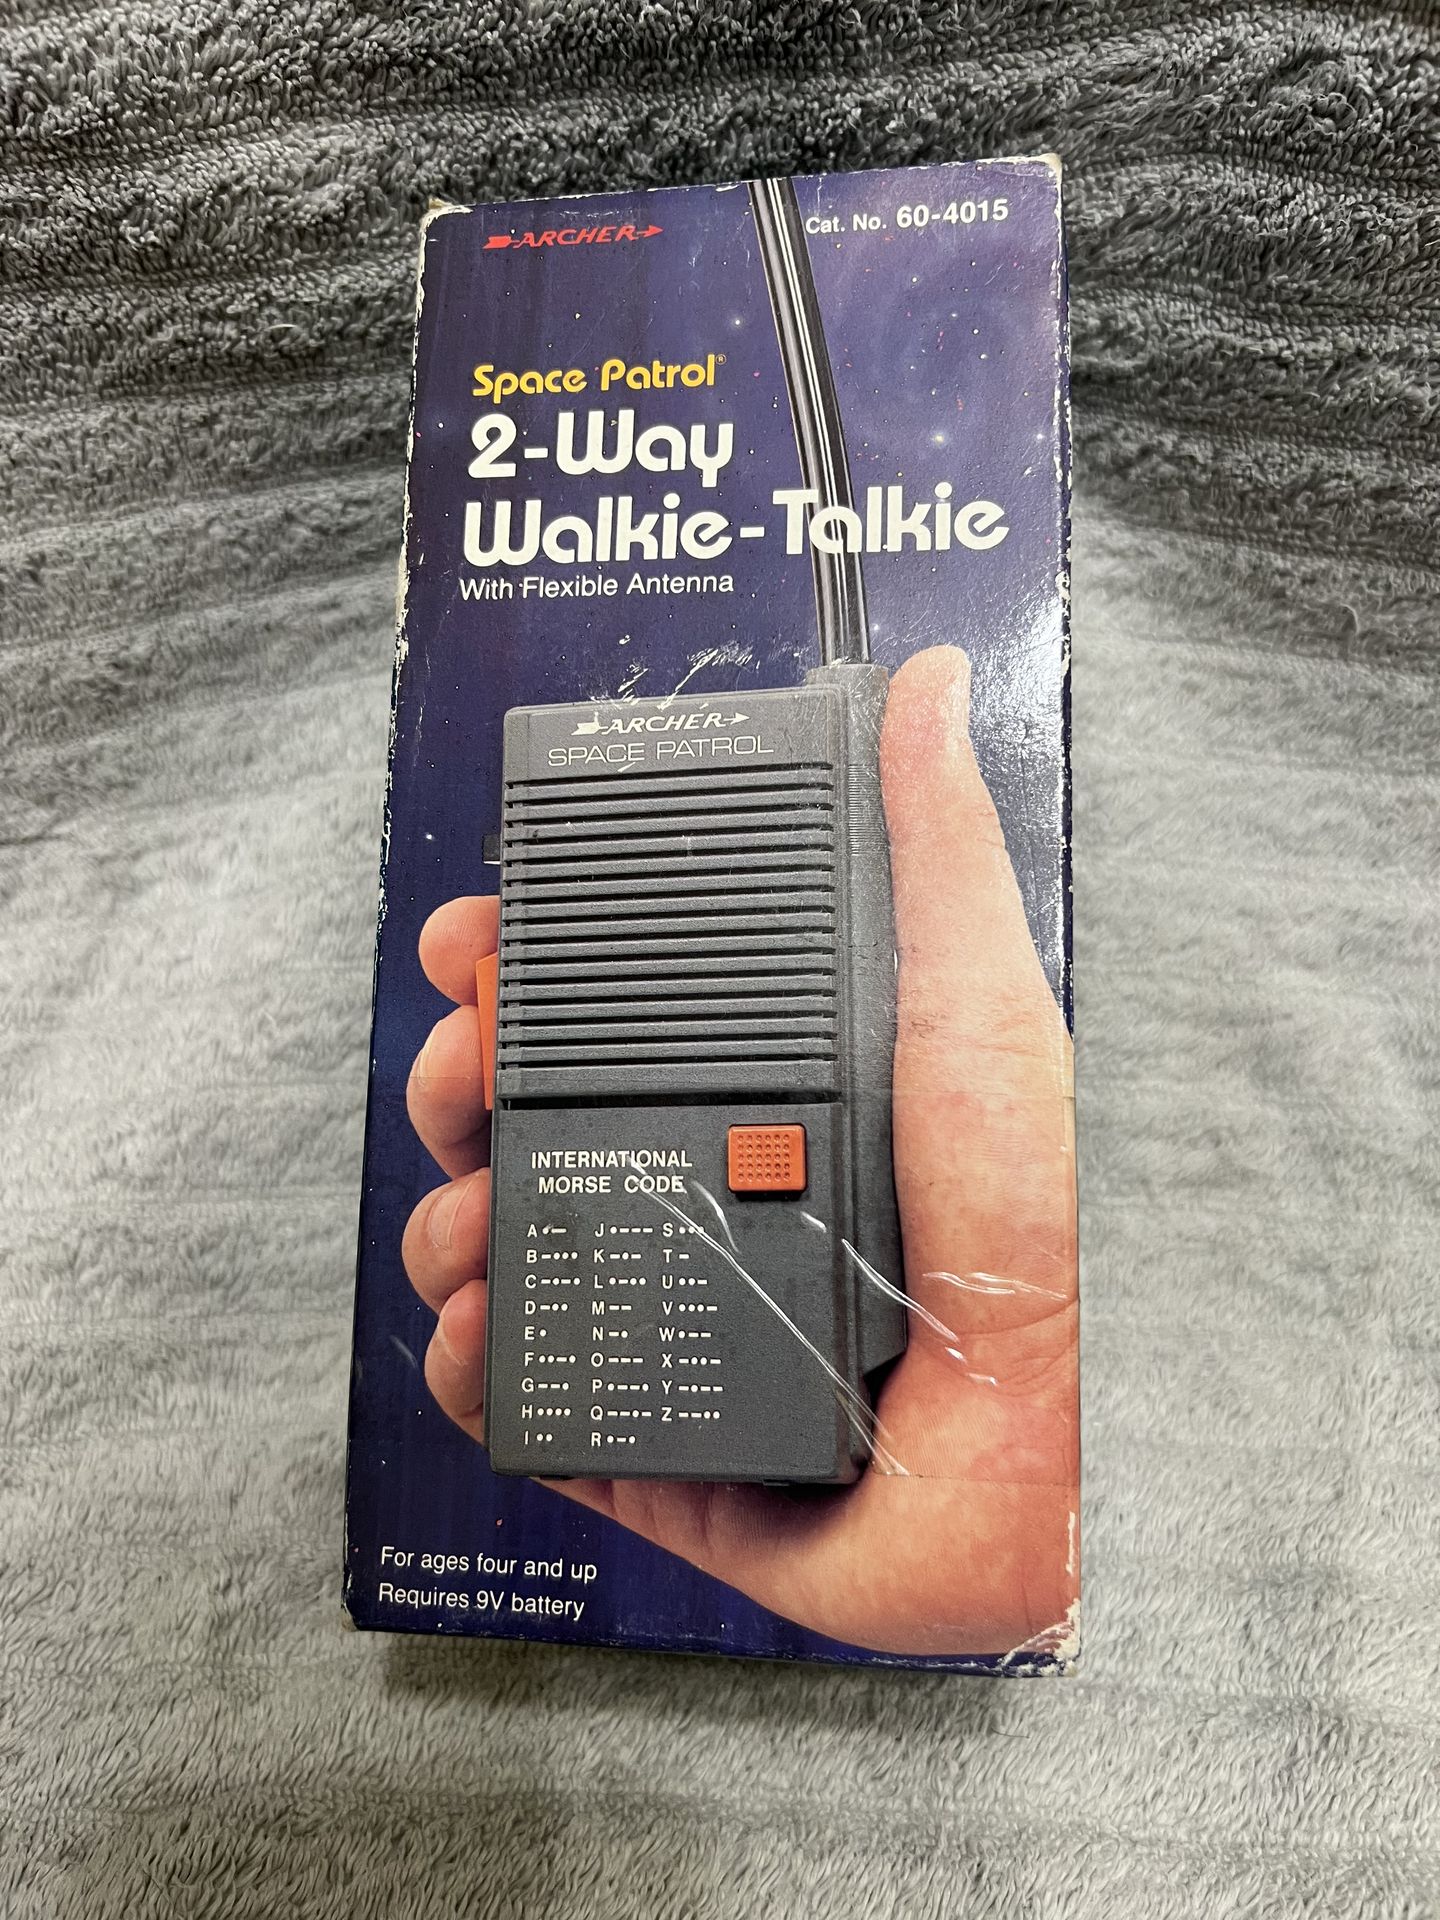 ARCHER
Cat. No. 60-4015
Space Patrol®
2-Way
Walkie-Talkie
With Flexible Antenna
ARCHER
SPACE PATROL
INTERNATIONAL
MORSE CODE
A•– J•––– S•••
B–••• K–•– T–
C–•–• L•–•• U••–
D–•• M–– V•••–
E• N–• W•––
F••–• O––– X–••–
G––• P•––• Y–•––
H•••• Q––•– Z––••
I•• R•–•
For ages four and up
Requires 9V battery